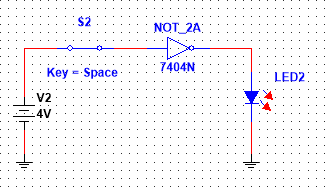 S2
NOT_2A
Key = Space
7404N
LED2
V2
4V